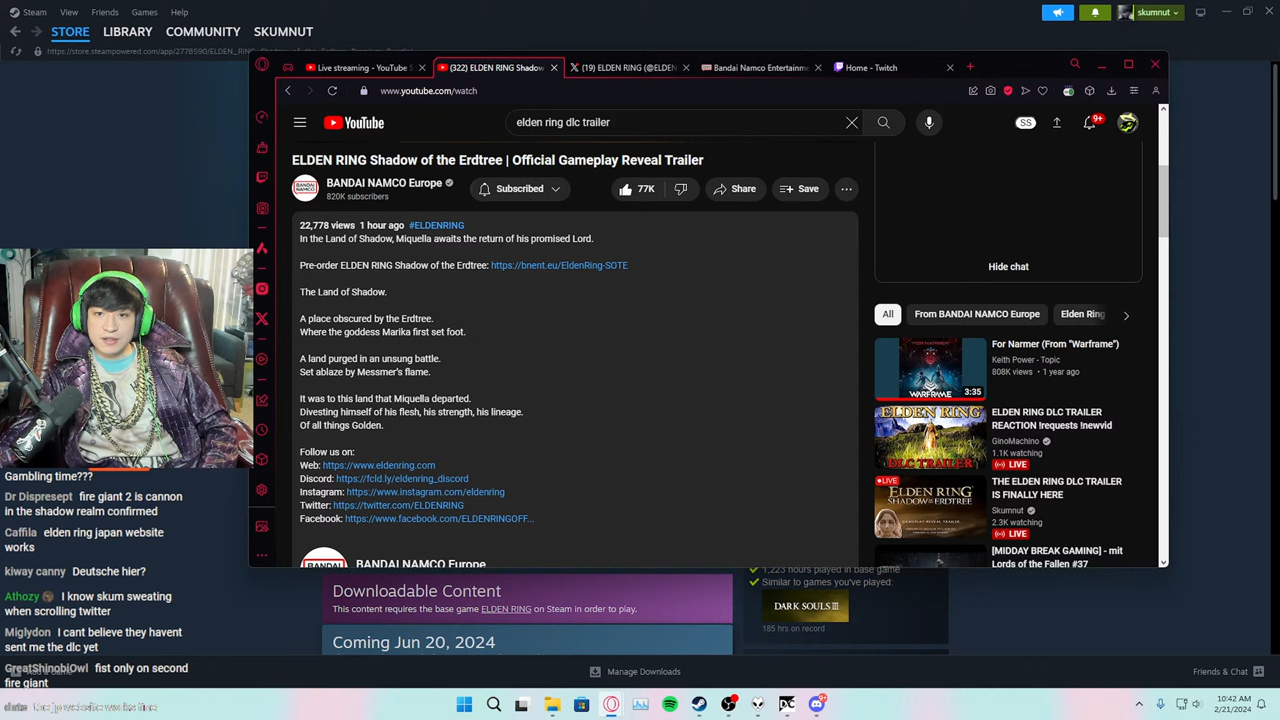 Steam View Friends Games Help
skumnut
STORE LIBRARY COMMUNITY SKUMNUT
Live streaming - YouTube S
(322) ELDEN RING Shadow
(19) ELDEN RING (@ELDEN
Bandai Namco Entertainme
Home - Twitch
www.youtube.com/watch
YouTube
elden ring dlc trailer
SS
9+
ELDEN RING Shadow of the Erdtree | Official Gameplay Reveal Trailer
BANDAI NAMCO Europe
820K subscribers
Subscribed
77K
Share
Save
22,778 views 1 hour ago #ELDENRING
In the Land of Shadow, Miquella awaits the return of his promised Lord.
Pre-order ELDEN RING Shadow of the Erdtree: https://bnent.eu/EldenRing-SOTE
The Land of Shadow.
A place obscured by the Erdtree.
Where the goddess Marika first set foot.
A land purged in an unsung battle.
Set ablaze by Messmer's flame.
It was to this land that Miquella departed.
Divesting himself of his flesh, his strength, his lineage.
Of all things Golden.
Follow us on:
Web: https://www.eldenring.com
Discord: https://fcld.ly/eldenring_discord
Instagram: https://www.instagram.com/eldenring
Twitter: https://twitter.com/ELDENRING
Facebook: https://www.facebook.com/ELDENRINGOFF...
BANDAI NAMCO Europe
Hide chat
All
From BANDAI NAMCO Europe
Elden Ring
For Narmer (From "Warframe")
Keith Power - Topic
808K views • 1 year ago
WARFRAME
3:35
ELDEN RING DLC TRAILER
REACTION !requests !newvid
GinoMachino
1.1K watching
LIVE
ELDEN RING
DLC TRAILER
THE ELDEN RING DLC TRAILER
IS FINALLY HERE
Skumnut
2.3K watching
LIVE
LIVE
ELDEN RING
SHADOW OF THE ERDTREE
GAMEPLAY REVEAL TRAILER
[MIDDAY BREAK GAMING] - mit
Lords of the Fallen #37
Gambling time???
Dr Dispresept fire giant 2 is cannon
in the shadow realm confirmed
Caffila elden ring japan website
works
kiway canny Deutsche hier?
Athozy I know skum sweating
when scrolling twitter
Miglydon I cant believe they havent
sent me the dlc yet
GreatShinobiOwl fist only on second
fire giant
Downloadable Content
This content requires the base game ELDEN RING on Steam in order to play.
Coming Jun 20, 2024
1,223 hours played in base game
Similar to games you've played:
DARK SOULS III
185 hrs on record
Manage Downloads
Friends & Chat
10:42 AM
2/21/2024